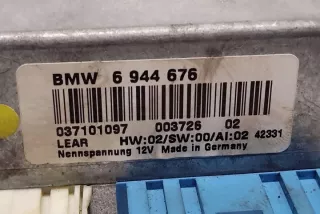 BMW 6 944 676
037101097 003726 02
LEAR HW:02/SW:00/AI:02 42331
Nennspannung 12V Made in Germany